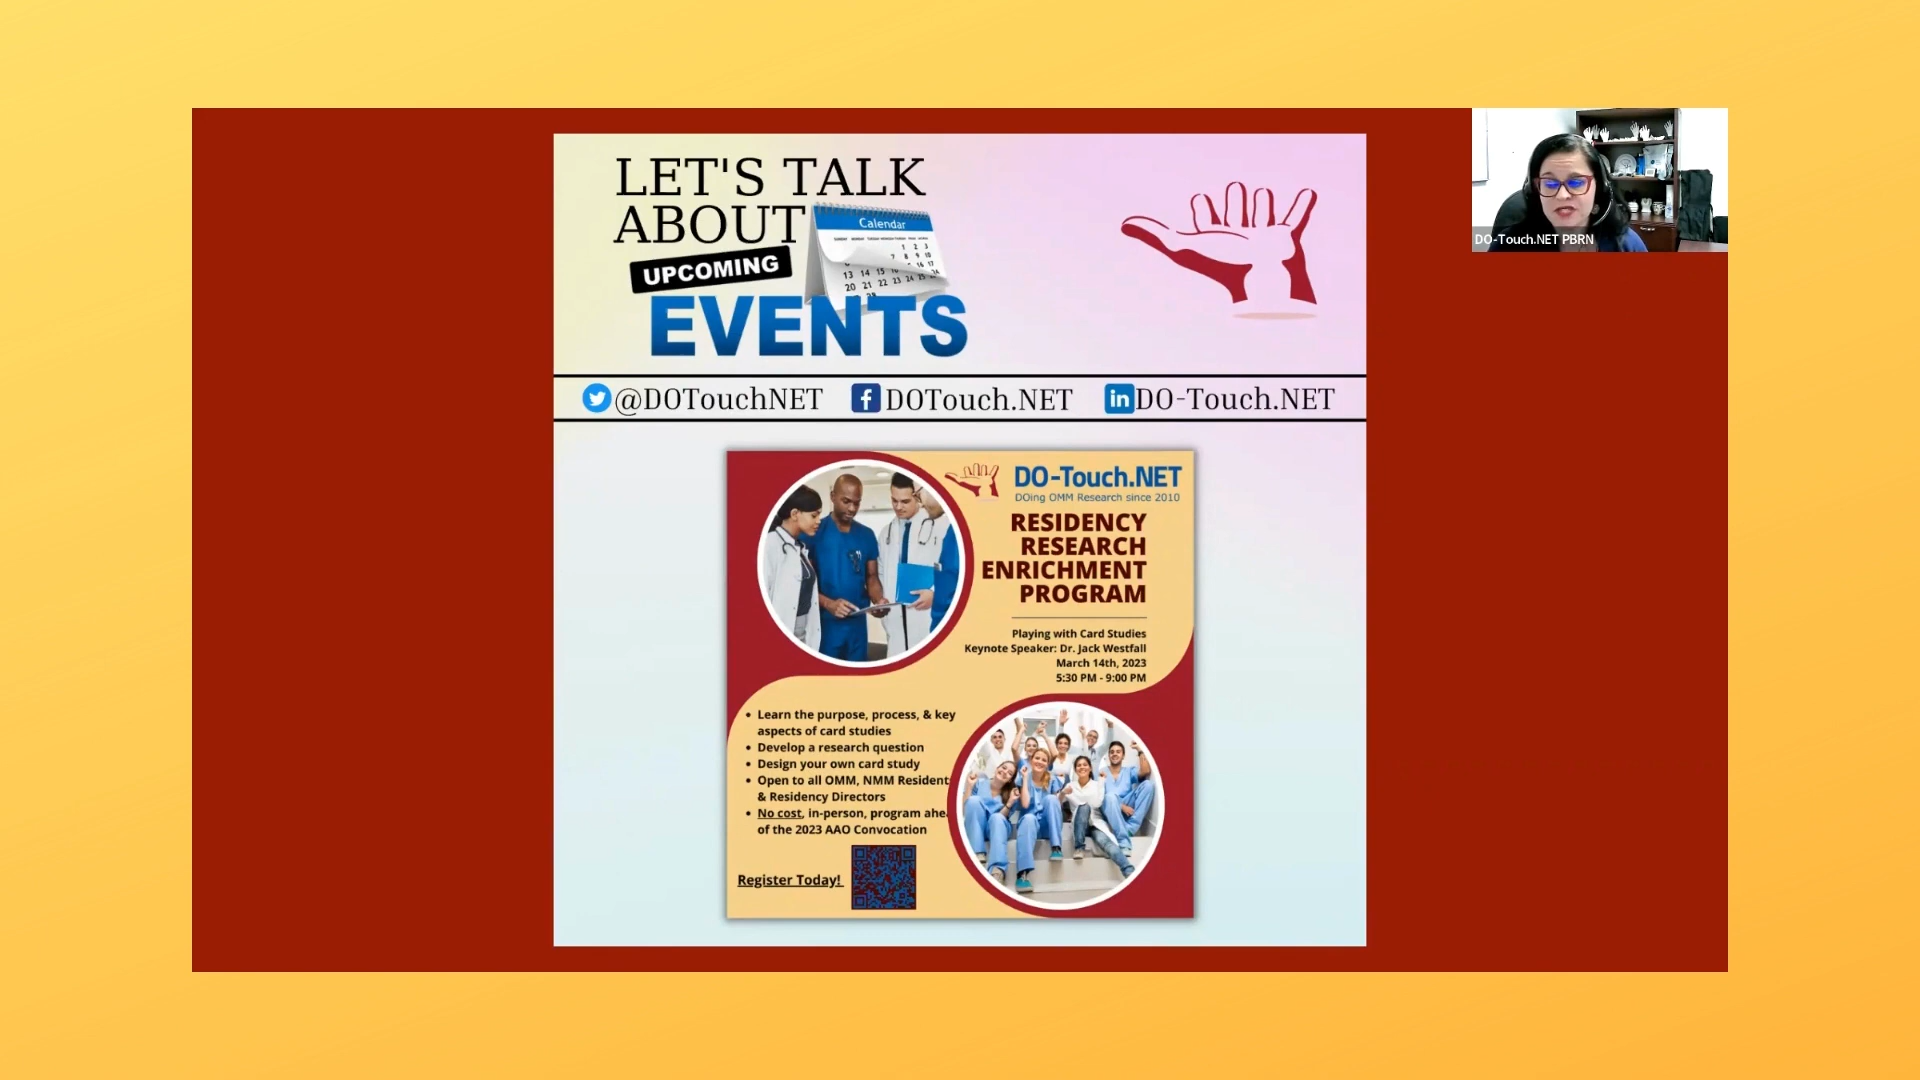 LET'S TALK
ABOUT
UPCOMING
EVENTS
Calendar
@DOTouchNET
DOTouch.NET
in DO-Touch.NET
DO-Touch.NET
DOing OMM Research since 2010
RESIDENCY
RESEARCH
ENRICHMENT
PROGRAM
Playing with Card Studies
Keynote Speaker: Dr. Jack Westfall
March 14th, 2023
5:30 PM - 9:00 PM
• Learn the purpose, process, & key
aspects of card studies
• Develop a research question
• Design your own card study
• Open to all OMM, NMM Resident
& Residency Directors
• No cost, in-person, program ahe
of the 2023 AAO Convocation
Register Today!
DO-Touch.NET PBRN